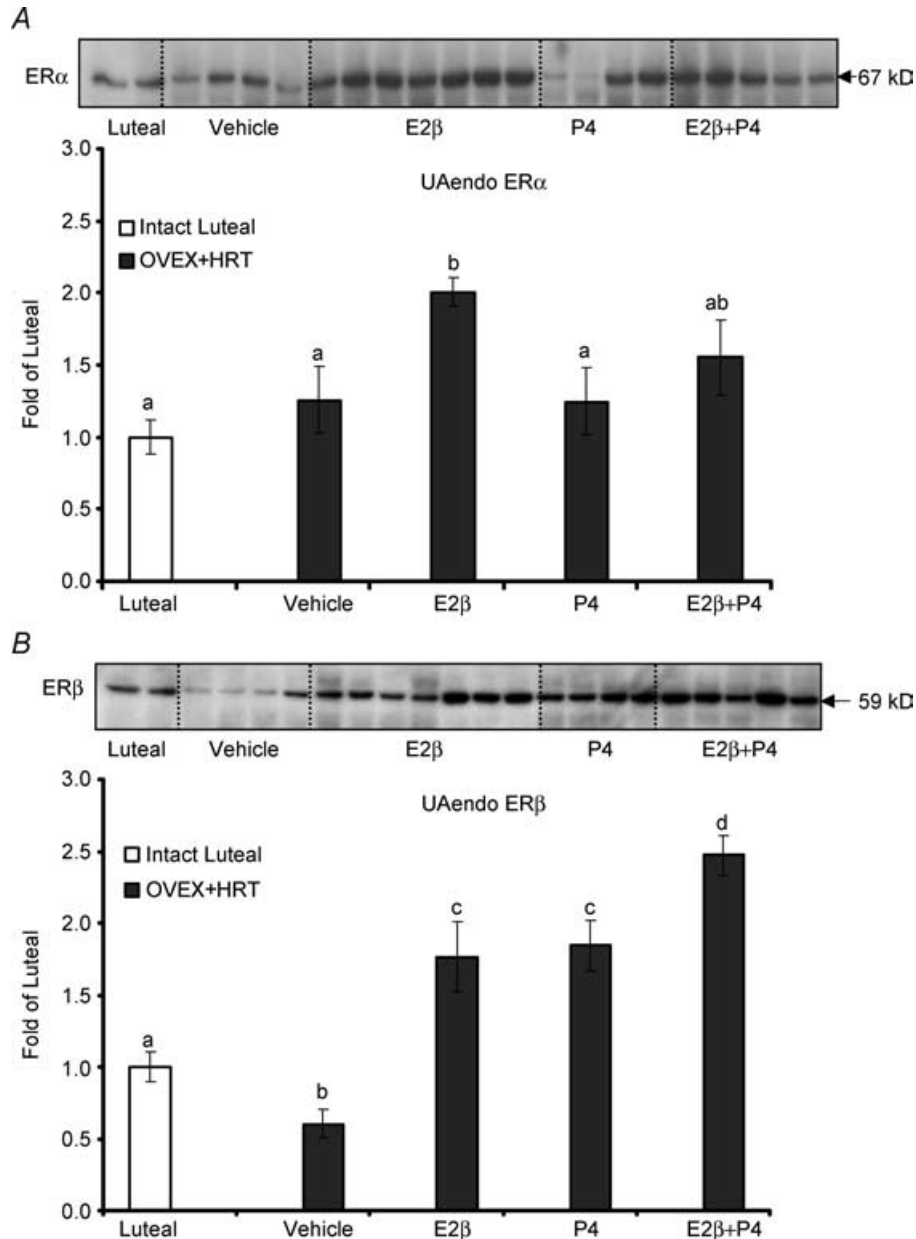 A
ERα
67 kD
Luteal Vehicle E2β P4 E2β+P4
3.0
UAendo ERα
2.5
Intact Luteal
OVEX+HRT
b
2.0
ab
a
a
1.5
Fold of Luteal
a
1.0
0.5
0.0
Luteal Vehicle E2β P4 E2β+P4
B
ERβ
59 kD
Luteal Vehicle E2β P4 E2β+P4
3.0
UAendo ERβ
d
2.5
Intact Luteal
OVEX+HRT
c
c
2.0
1.5
Fold of Luteal
a
1.0
b
0.5
0.0
Luteal Vehicle E2β P4 E2β+P4